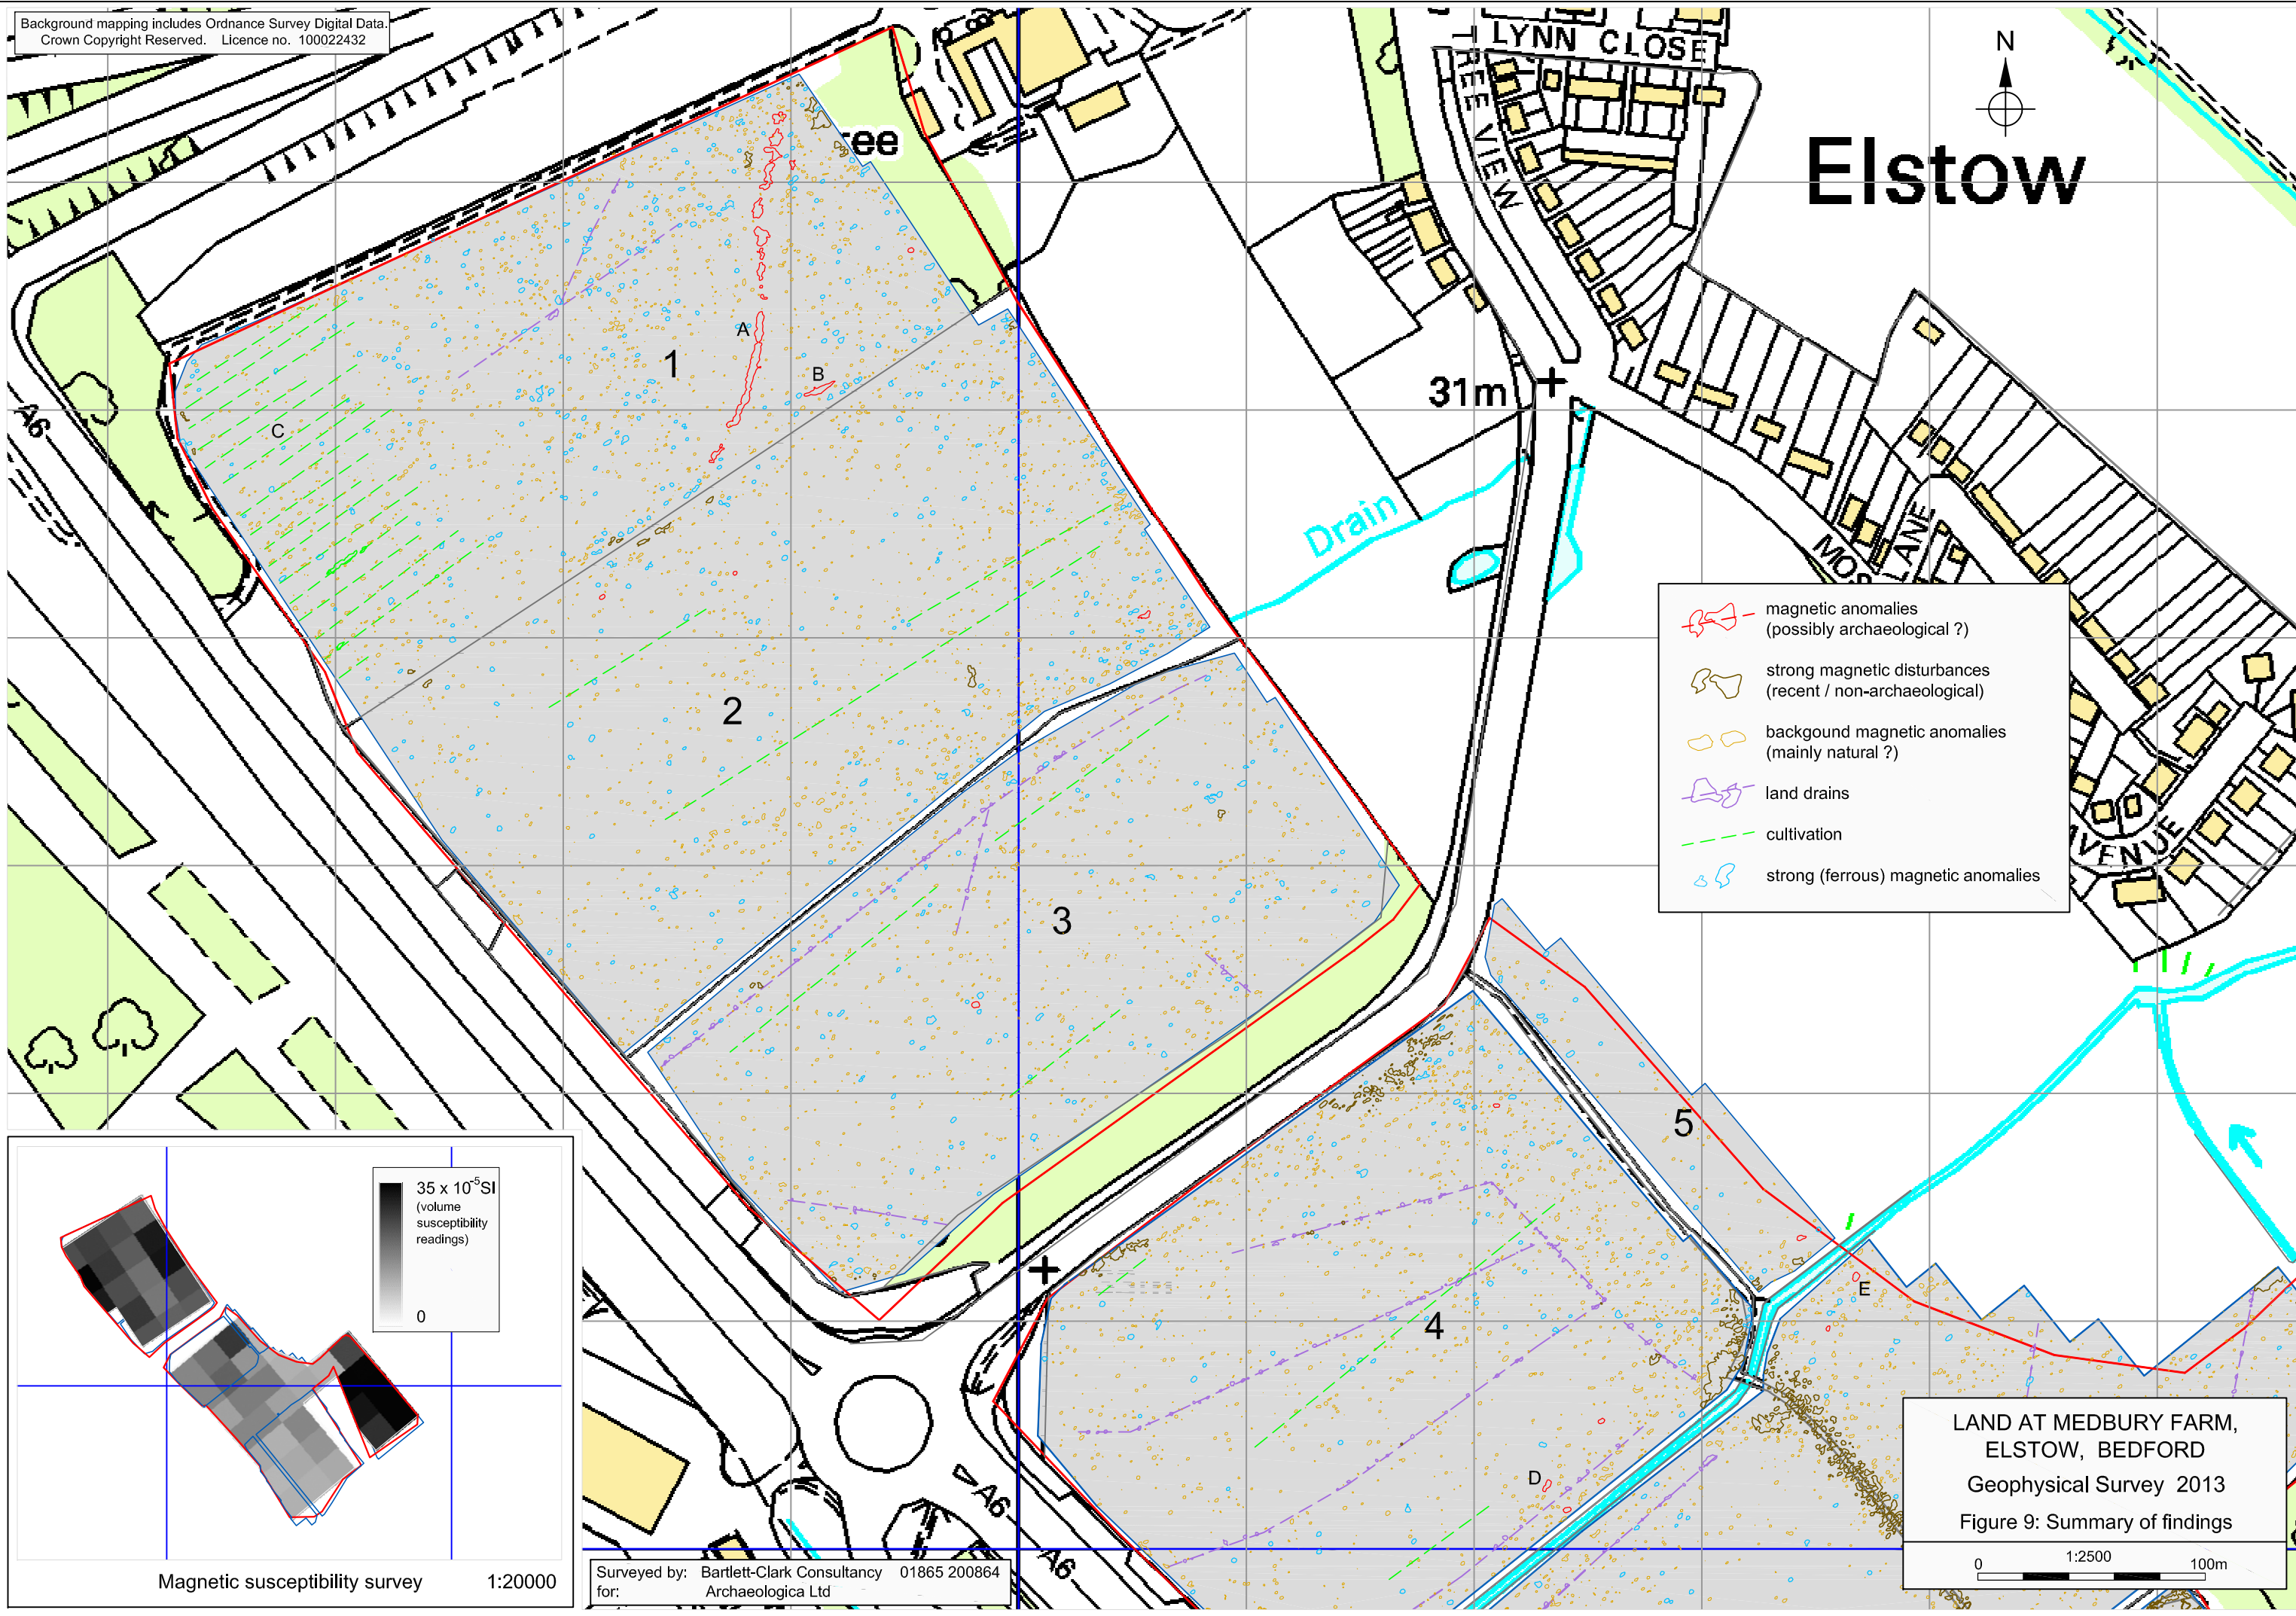 Background mapping includes Ordnance Survey Digital Data.
Crown Copyright Reserved. Licence no. 100022432
LYNN CLOSE
TREE VIEW
N
Elstow
ee
A
1
B
C
A6
31m
Drain
LANE
MOS
2
magnetic anomalies
(possibly archaeological ?)
strong magnetic disturbances
(recent / non-archaeological)
backgound magnetic anomalies
(mainly natural ?)
land drains
cultivation
strong (ferrous) magnetic anomalies
AVENUE
3
5
4
E
D
35 x 10⁻⁵SI
(volume
susceptibility
readings)
0
Magnetic susceptibility survey 1:20000
A6
A6
Surveyed by: Bartlett-Clark Consultancy 01865 200864
for: Archaeologica Ltd
LAND AT MEDBURY FARM,
ELSTOW, BEDFORD
Geophysical Survey 2013
Figure 9: Summary of findings
1:2500
0 100m